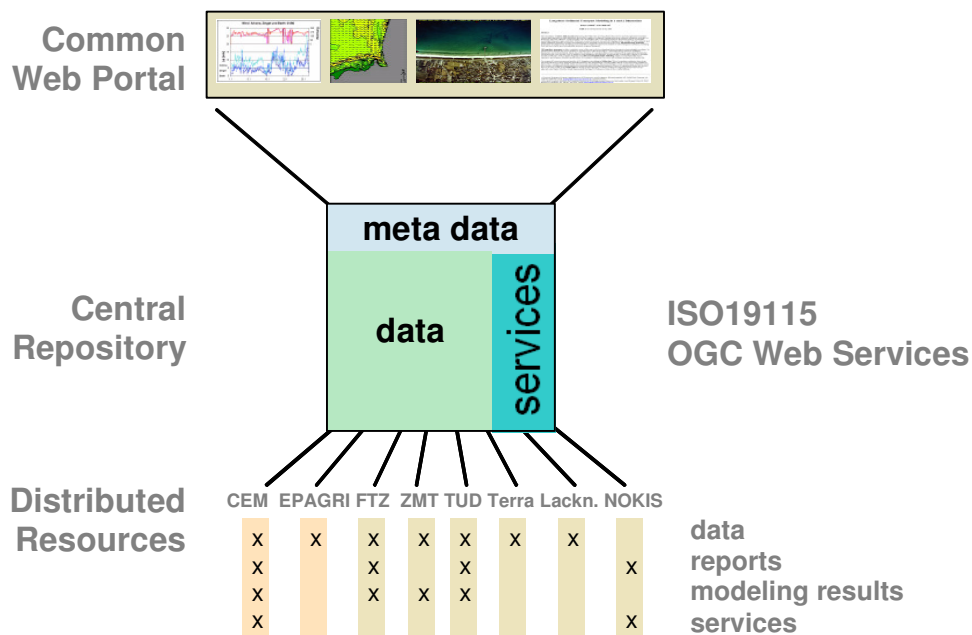 Common
Web Portal
meta data
data
services
Central
Repository
ISO19115
OGC Web Services
Distributed
Resources
CEM EPAGRI FTZ ZMT TUD Terra Lackn. NOKIS
x x x x x x x data
x x x x reports
x x x x modeling results
x x services